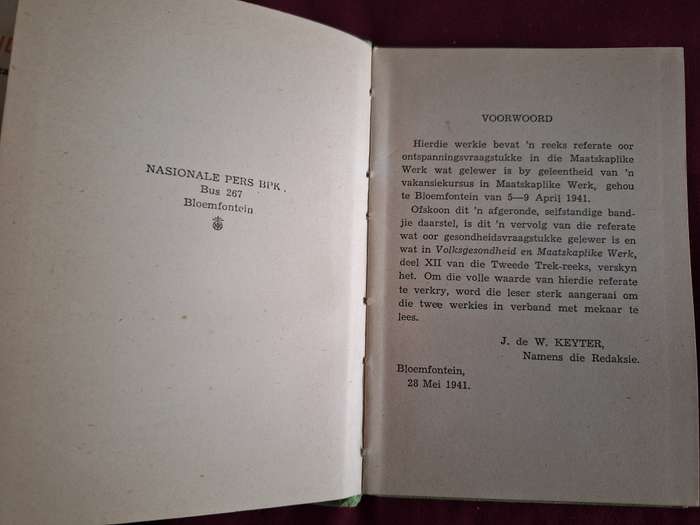 NASIONALE PERS BPK.
Bus 267
Bloemfontein
VOORWOORD
Hierdie werkie bevat 'n reeks referate oor
ontspanningsvraagstukke in die Maatskaplike
Werk wat gelewer is by geleentheid van 'n
vakansiekursus in Maatskaplike Werk, gehou
te Bloemfontein van 5—9 April 1941.
Ofskoon dit 'n afgeronde, selfstandige band-
jie daarstel, is dit 'n vervolg van die referate
wat oor gesondheidsvraagstukke gelewer is en
wat in Volksgesondheid en Maatskaplike Werk,
deel XII van die Tweede Trek-reeks, verskyn
het. Om die volle waarde van hierdie referate
te verkry, word die leser sterk aangeraai om
die twee werkies in verband met mekaar te
lees.
J. de W. KEYTER,
Namens die Redaksie.
Bloemfontein,
28 Mei 1941.